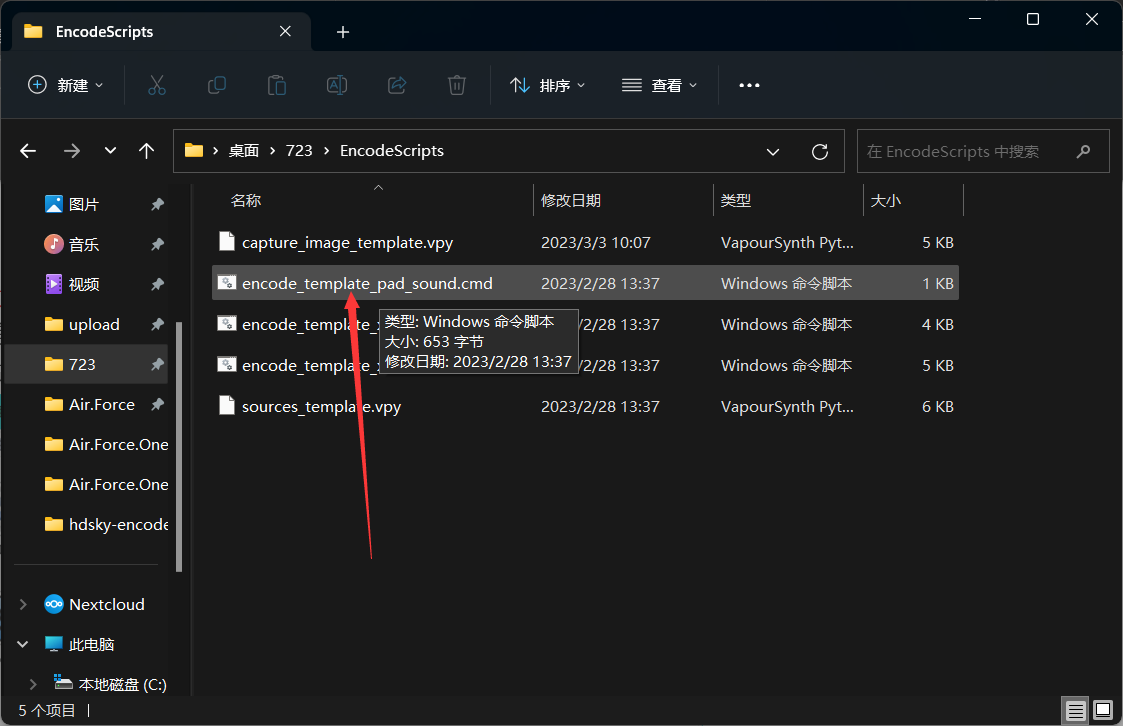 EncodeScripts
新建
排序
查看
桌面 723 EncodeScripts
在 EncodeScripts 中搜索
图片
音乐
视频
upload
723
Air.Force
Air.Force.One
Air.Force.One
hdsky-encode
Nextcloud
此电脑
本地磁盘 (C:)
名称 修改日期 类型 大小
capture_image_template.vpy 2023/3/3 10:07 VapourSynth Pyt... 5 KB
encode_template_pad_sound.cmd 2023/2/28 13:37 Windows 命令脚本 1 KB
encode_template_ /2/28 13:37 Windows 命令脚本 4 KB
encode_template_ /2/28 13:37 Windows 命令脚本 5 KB
sources_template.vpy 2023/2/28 13:37 VapourSynth Pyt... 6 KB
类型: Windows 命令脚本
大小: 653 字节
修改日期: 2023/2/28 13:37
5 个项目